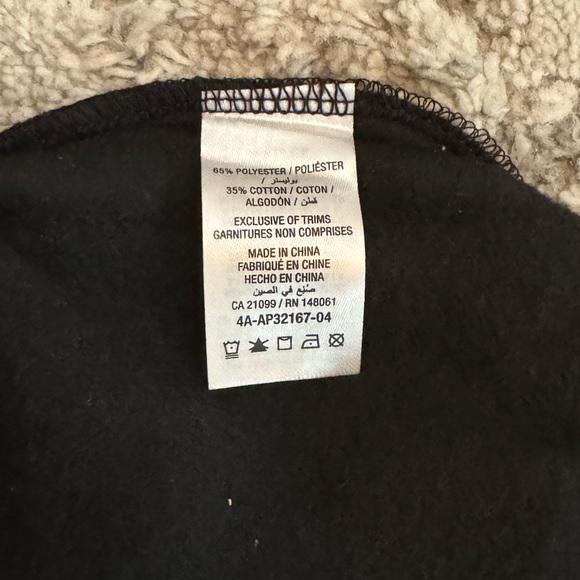 65% POLYESTER / POLIÉSTER
/ بوليستر
35% COTTON / COTON /
ALGODÓN / قطن
EXCLUSIVE OF TRIMS
GARNITURES NON COMPRISES
MADE IN CHINA
FABRIQUÉ EN CHINE
HECHO EN CHINA
صُنِع في الصين
CA 21099 / RN 148061
4A-AP32167-04